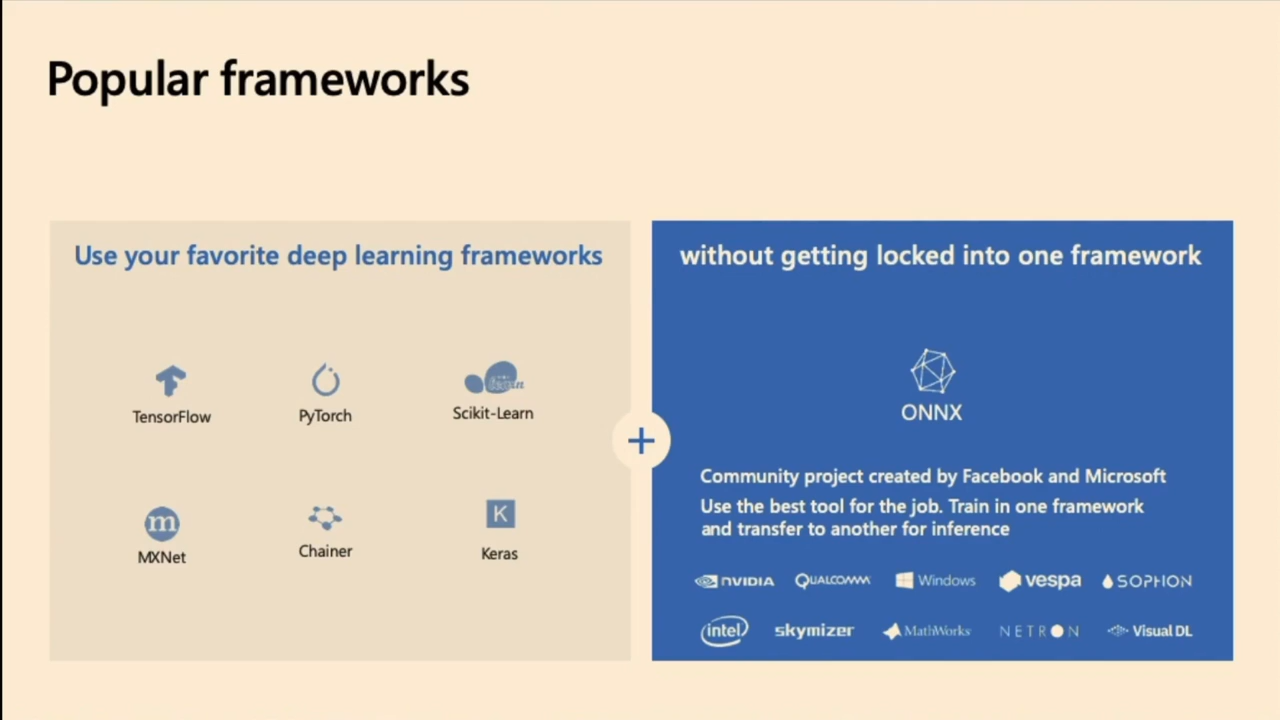 Popular frameworks
Use your favorite deep learning frameworks
TensorFlow
PyTorch
Scikit-Learn
MXNet
Chainer
Keras
without getting locked into one framework
ONNX
Community project created by Facebook and Microsoft
Use the best tool for the job. Train in one framework
and transfer to another for inference
NVIDIA
QUALCOMM
Windows
vespa
SOPHON
intel
skymizer
MathWorks
NETRON
Visual DL